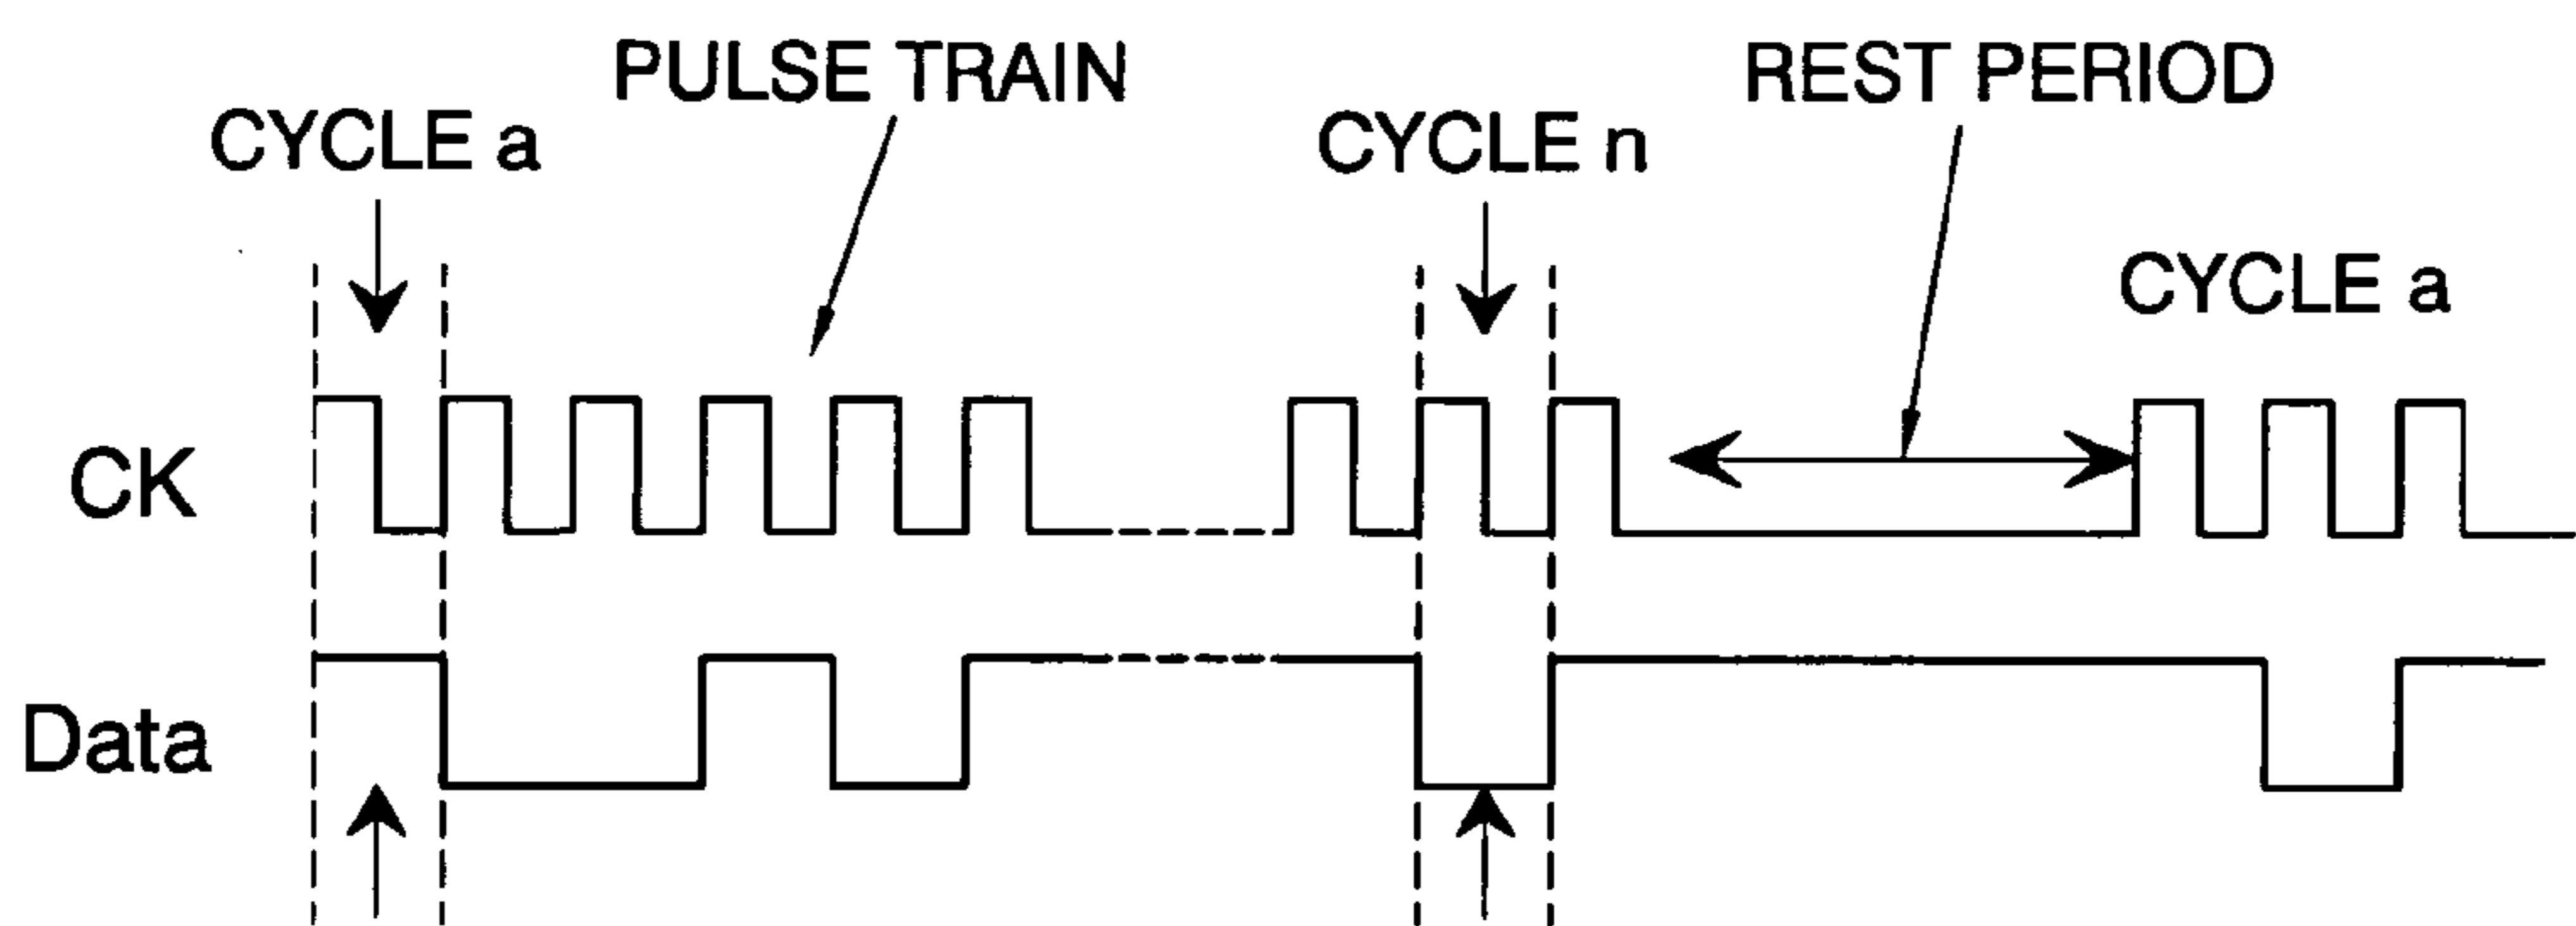 PULSE TRAIN
REST PERIOD
CYCLE a
CYCLE n
CYCLE a
CK
Data